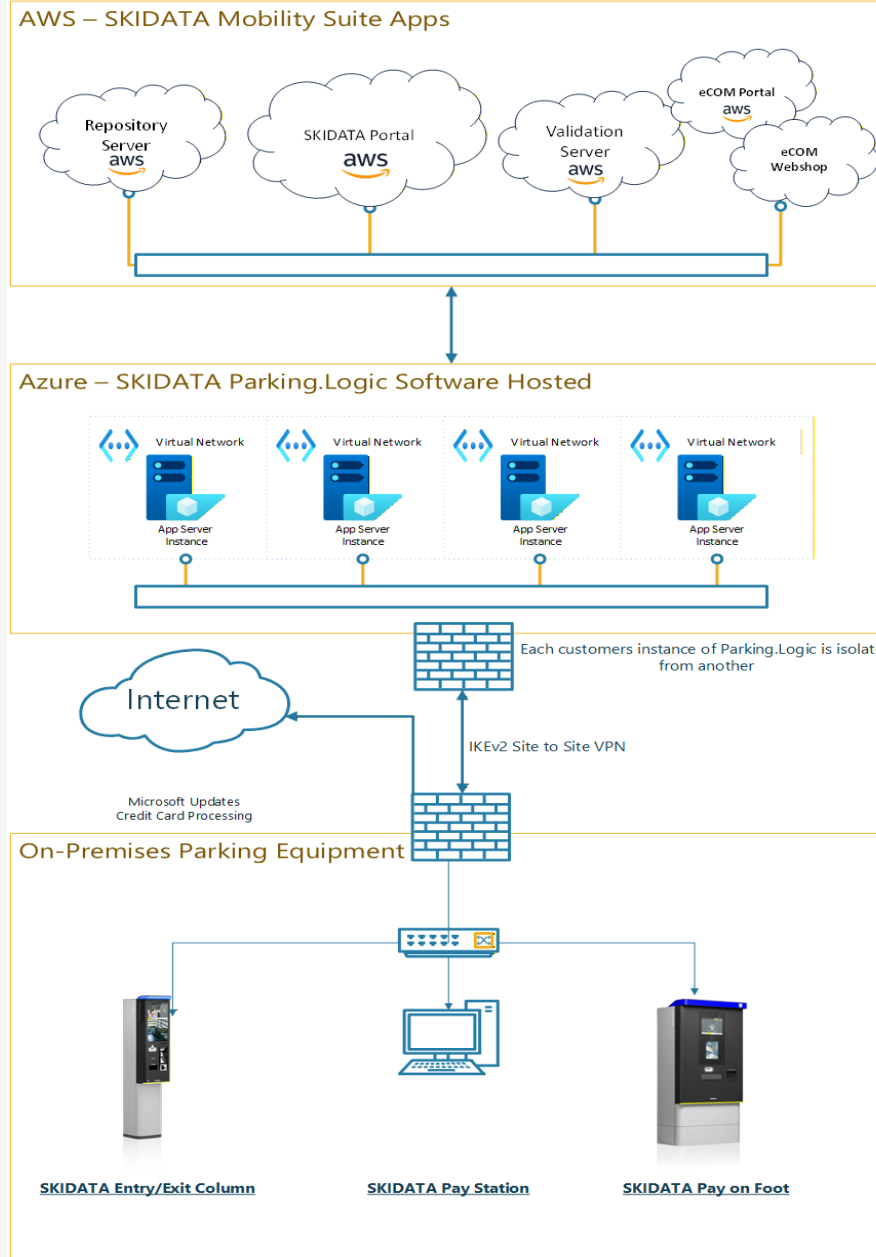 AWS – SKIDATA Mobility Suite Apps
Repository
Server
aws
SKIDATA Portal
aws
Validation
Server
aws
eCOM Portal
aws
eCOM
Webshop
Azure – SKIDATA Parking.Logic Software Hosted
Virtual Network
Virtual Network
Virtual Network
Virtual Network
App Server
Instance
App Server
Instance
App Server
Instance
App Server
Instance
Each customers instance of Parking.Logic is isolat
from another
Internet
IKEv2 Site to Site VPN
Microsoft Updates
Credit Card Processing
On-Premises Parking Equipment
SKIDATA Entry/Exit Column
SKIDATA Pay Station
SKIDATA Pay on Foot